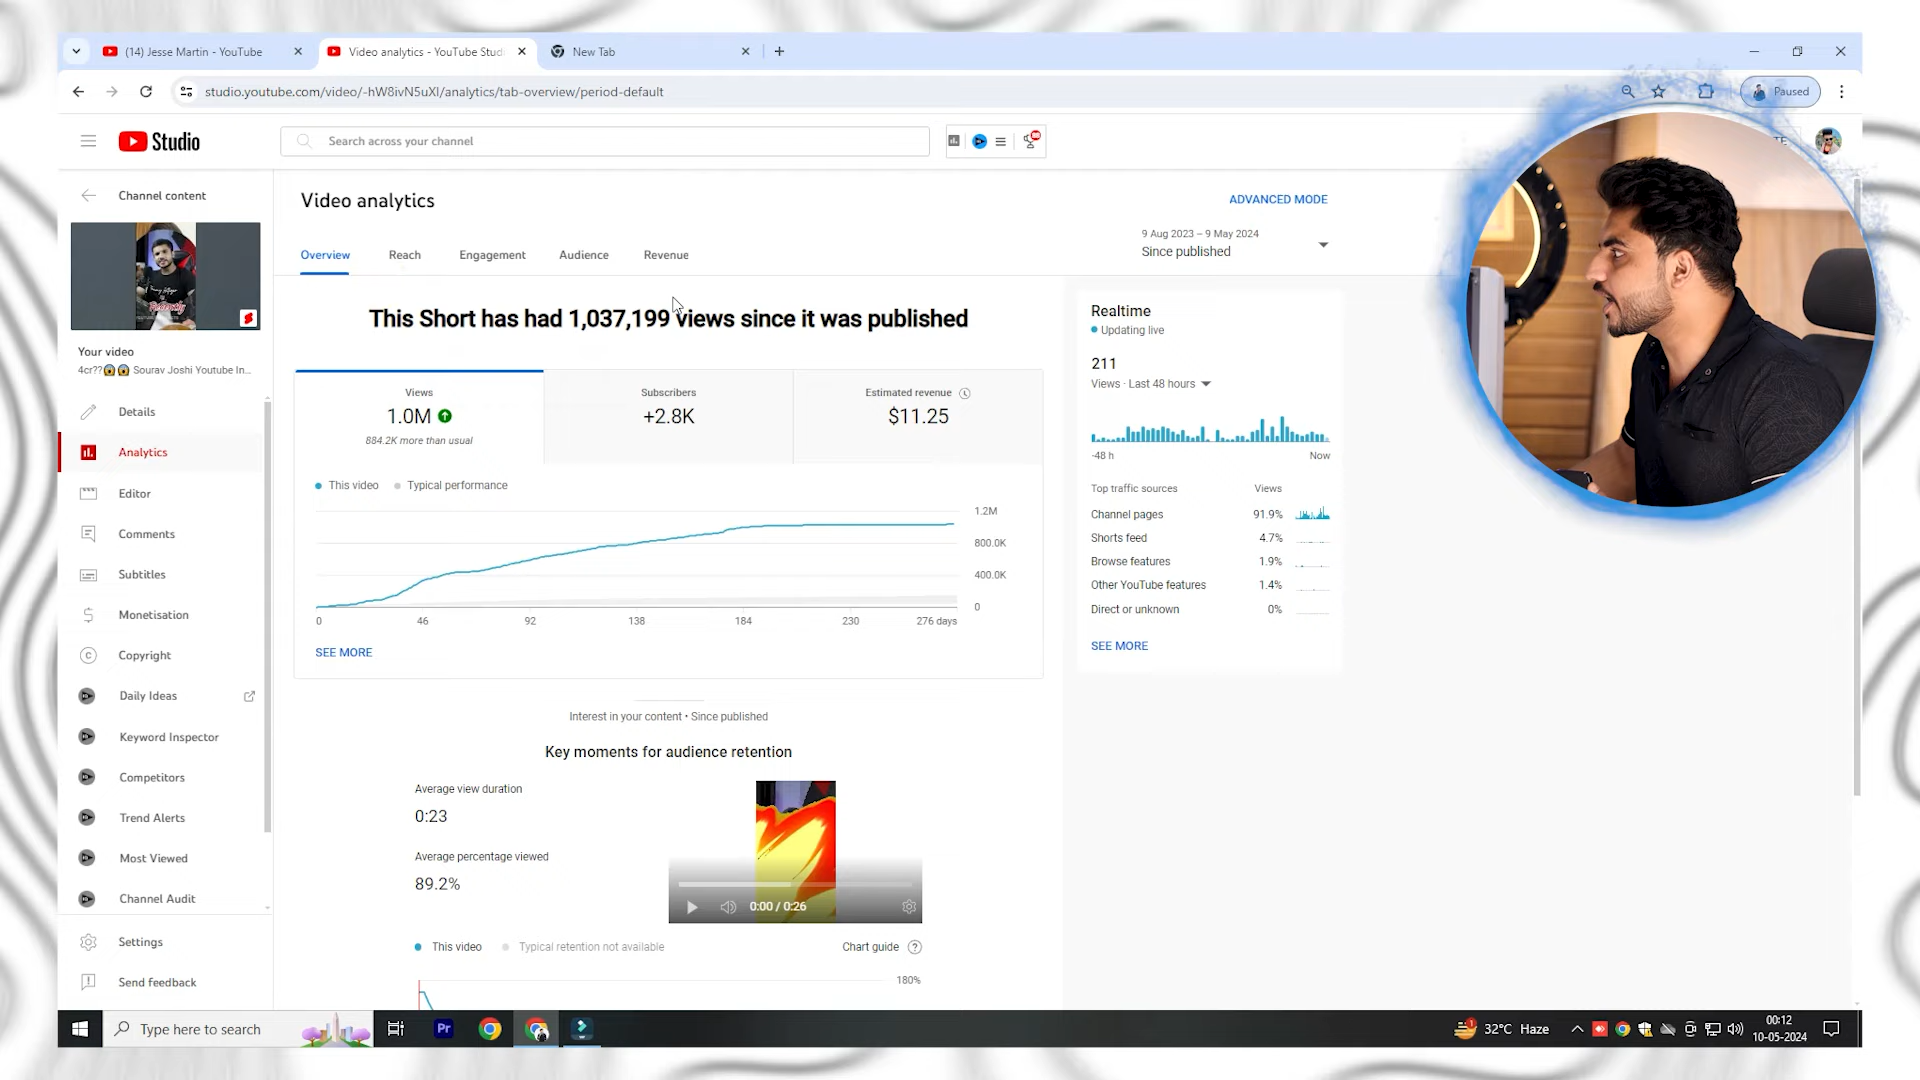 (14) Jesse Martin - YouTube
Video analytics - YouTube Studi
New Tab
studio.youtube.com/video/-hW8ivN5uXI/analytics/tab-overview/period-default
Paused
Studio
Search across your channel
Channel content
Your video
4cr??😱😱 Sourav Joshi Youtube In...
Details
Analytics
Editor
Comments
Subtitles
Monetisation
Copyright
Daily Ideas
Keyword Inspector
Competitors
Trend Alerts
Most Viewed
Channel Audit
Settings
Send feedback
Video analytics
ADVANCED MODE
Overview
Reach
Engagement
Audience
Revenue
9 Aug 2023 – 9 May 2024
Since published
This Short has had 1,037,199 views since it was published
Views
1.0M
884.2K more than usual
Subscribers
+2.8K
Estimated revenue
$11.25
This video
Typical performance
1.2M
800.0K
400.0K
0
0 46 92 138 184 230 276 days
SEE MORE
Realtime
Updating live
211
Views · Last 48 hours
-48 h
Now
Top traffic sources Views
Channel pages 91.9%
Shorts feed 4.7%
Browse features 1.9%
Other YouTube features 1.4%
Direct or unknown 0%
SEE MORE
Interest in your content • Since published
Key moments for audience retention
Average view duration
0:23
Average percentage viewed
89.2%
0:00 / 0:26
This video
Typical retention not available
Chart guide
180%
Type here to search
Pr
32°C Haze
00:12
10-05-2024